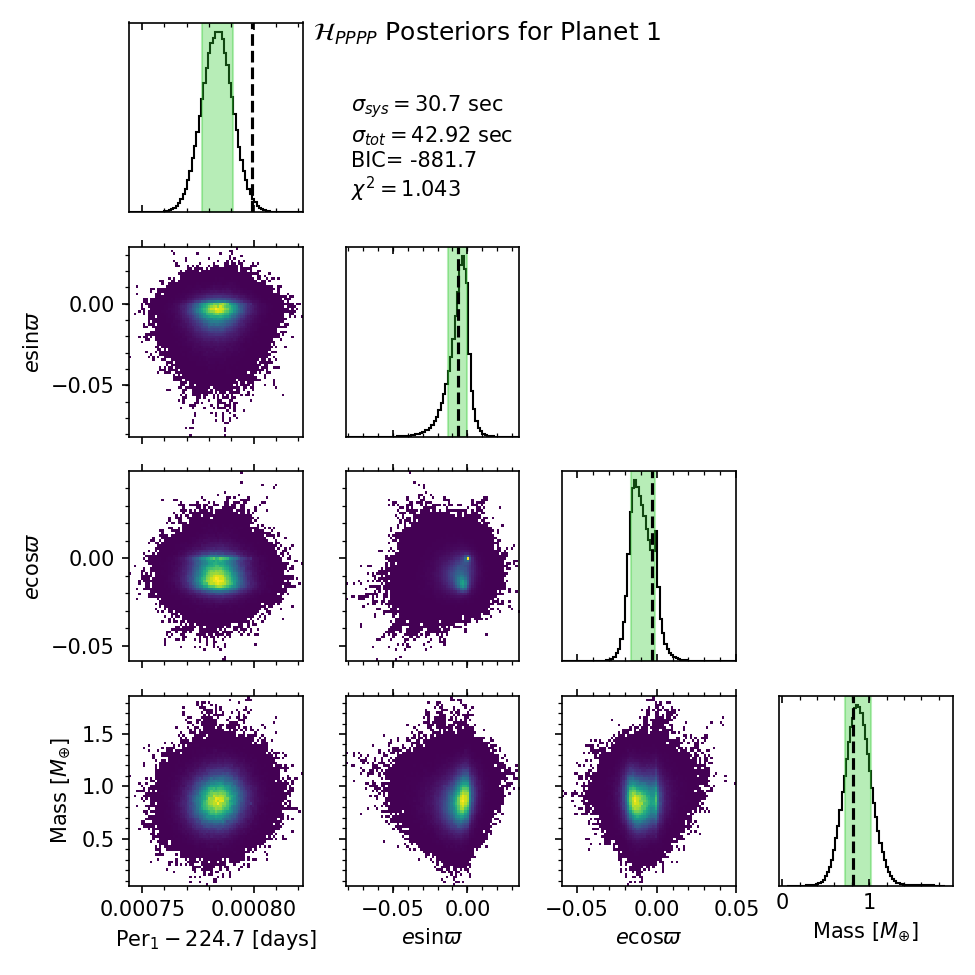 ℋ_PPPP Posteriors for Planet 1
σ_sys = 30.7 sec
σ_tot = 42.92 sec
BIC= -881.7
χ² = 1.043
0.00
−0.05
esinϖ
0.00
−0.05
ecosϖ
1.5
1.0
0.5
Mass [M⊕]
0.00075 0.00080
Per₁ − 224.7 [days]
−0.05 0.00
esinϖ
−0.05 0.00 0.05
ecosϖ
0 1
Mass [M⊕]